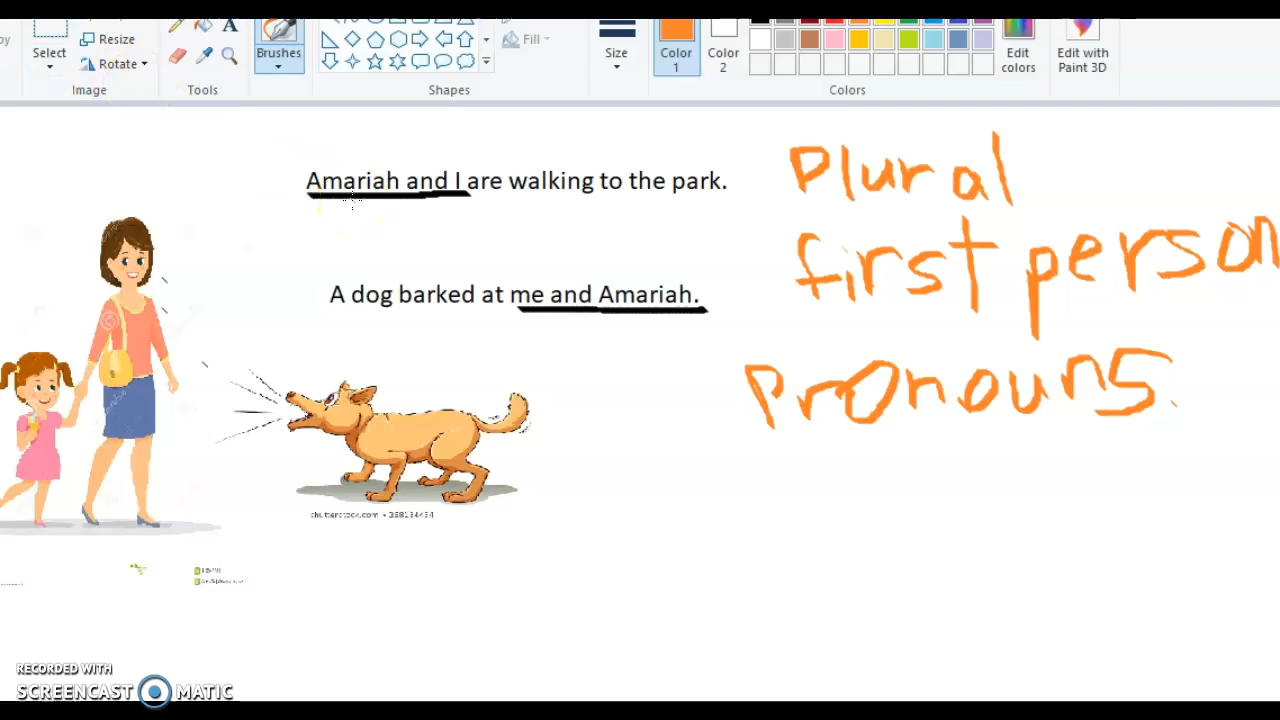 Select
Resize
Rotate
Image
Tools
A
Brushes
Shapes
Fill
Size
Color 1
Color 2
Edit colors
Edit with Paint 3D
Colors
Amariah and I are walking to the park.
A dog barked at me and Amariah.
Plural
first person
pronouns.
RECORDED WITH
SCREENCAST MATIC